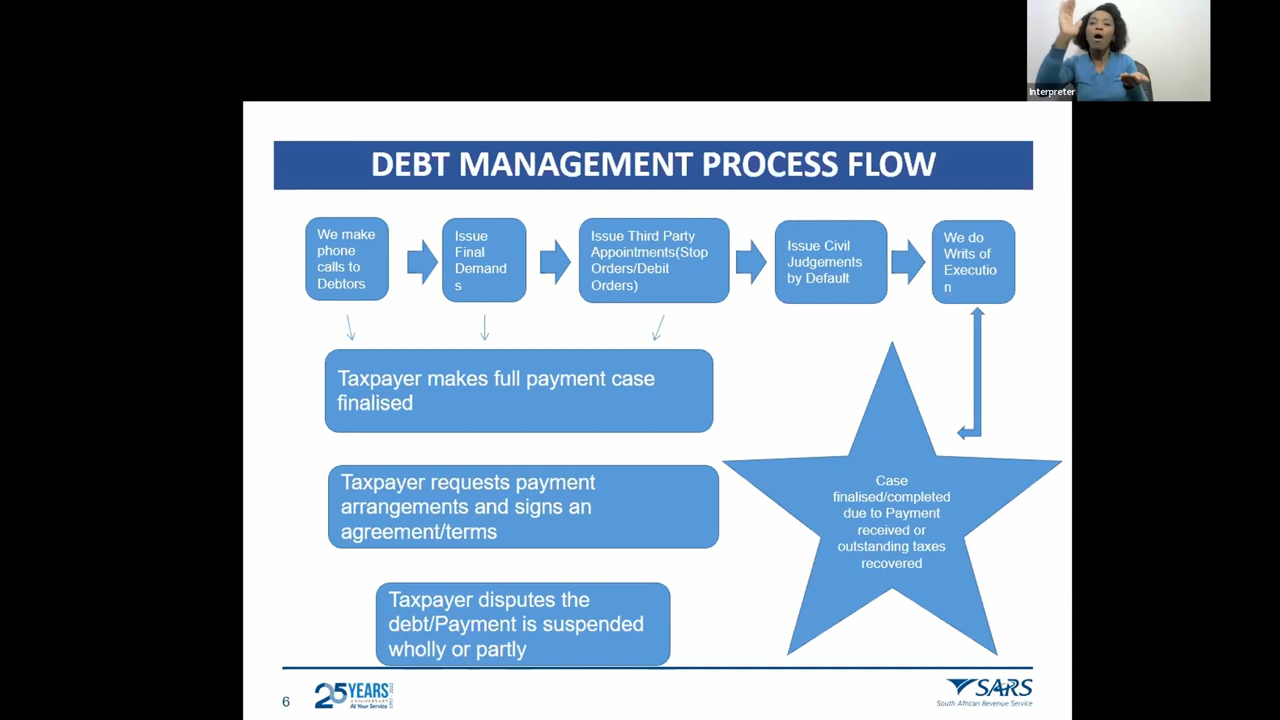 Interpreter
DEBT MANAGEMENT PROCESS FLOW
We make
phone
calls to
Debtors
Issue
Final
Demand
s
Issue Third Party
Appointments(Stop
Orders/Debit
Orders)
Issue Civil
Judgements
by Default
We do
Writs of
Executio
n
Taxpayer makes full payment case
finalised
Taxpayer requests payment
arrangements and signs an
agreement/terms
Taxpayer disputes the
debt/Payment is suspended
wholly or partly
Case
finalised/completed
due to Payment
received or
outstanding taxes
recovered
6
25 YEARS
ANNIVERSARY
At Your Service
SARS
South African Revenue Service